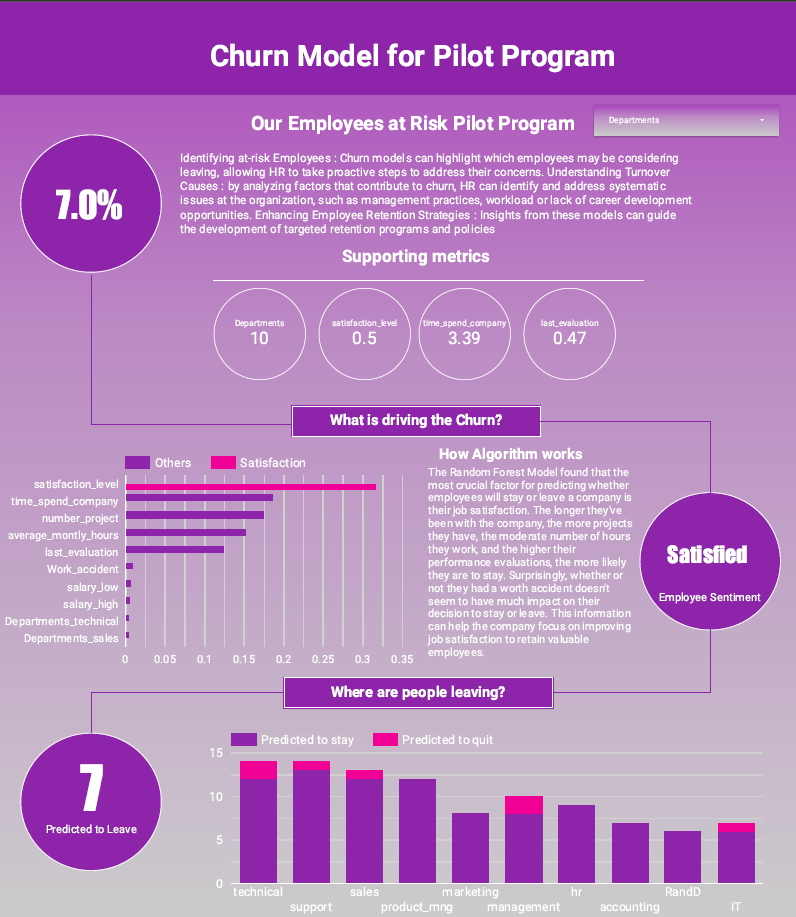 Churn Model for Pilot Program
Our Employees at Risk Pilot Program
Departments
7.0%
Identifying at-risk Employees : Churn models can highlight which employees may be considering
leaving, allowing HR to take proactive steps to address their concerns. Understanding Turnover
Causes : by analyzing factors that contribute to churn, HR can identify and address systematic
issues at the organization, such as management practices, workload or lack of career development
opportunities. Enhancing Employee Retention Strategies : Insights from these models can guide
the development of targeted retention programs and policies
Supporting metrics
Departments
10
satisfaction_level
0.5
time_spend_company
3.39
last_evaluation
0.47
What is driving the Churn?
Others
Satisfaction
satisfaction_level
time_spend_company
number_project
average_montly_hours
last_evaluation
Work_accident
salary_low
salary_high
Departments_technical
Departments_sales
0 0.05 0.1 0.15 0.2 0.25 0.3 0.35
How Algorithm works
The Random Forest Model found that the
most crucial factor for predicting whether
employees will stay or leave a company is
their job satisfaction. The longer they've
been with the company, the more projects
they have, the moderate number of hours
they work, and the higher their
performance evaluations, the more likely
they are to stay. Surprisingly, whether or
not they had a worth accident doesn't
seem to have much impact on their
decision to stay or leave. This information
can help the company focus on improving
job satisfaction to retain valuable
employees.
Satisfied
Employee Sentiment
Where are people leaving?
7
Predicted to Leave
Predicted to stay
Predicted to quit
15
10
5
0
technical sales marketing hr RandD
support product_mng management accounting IT